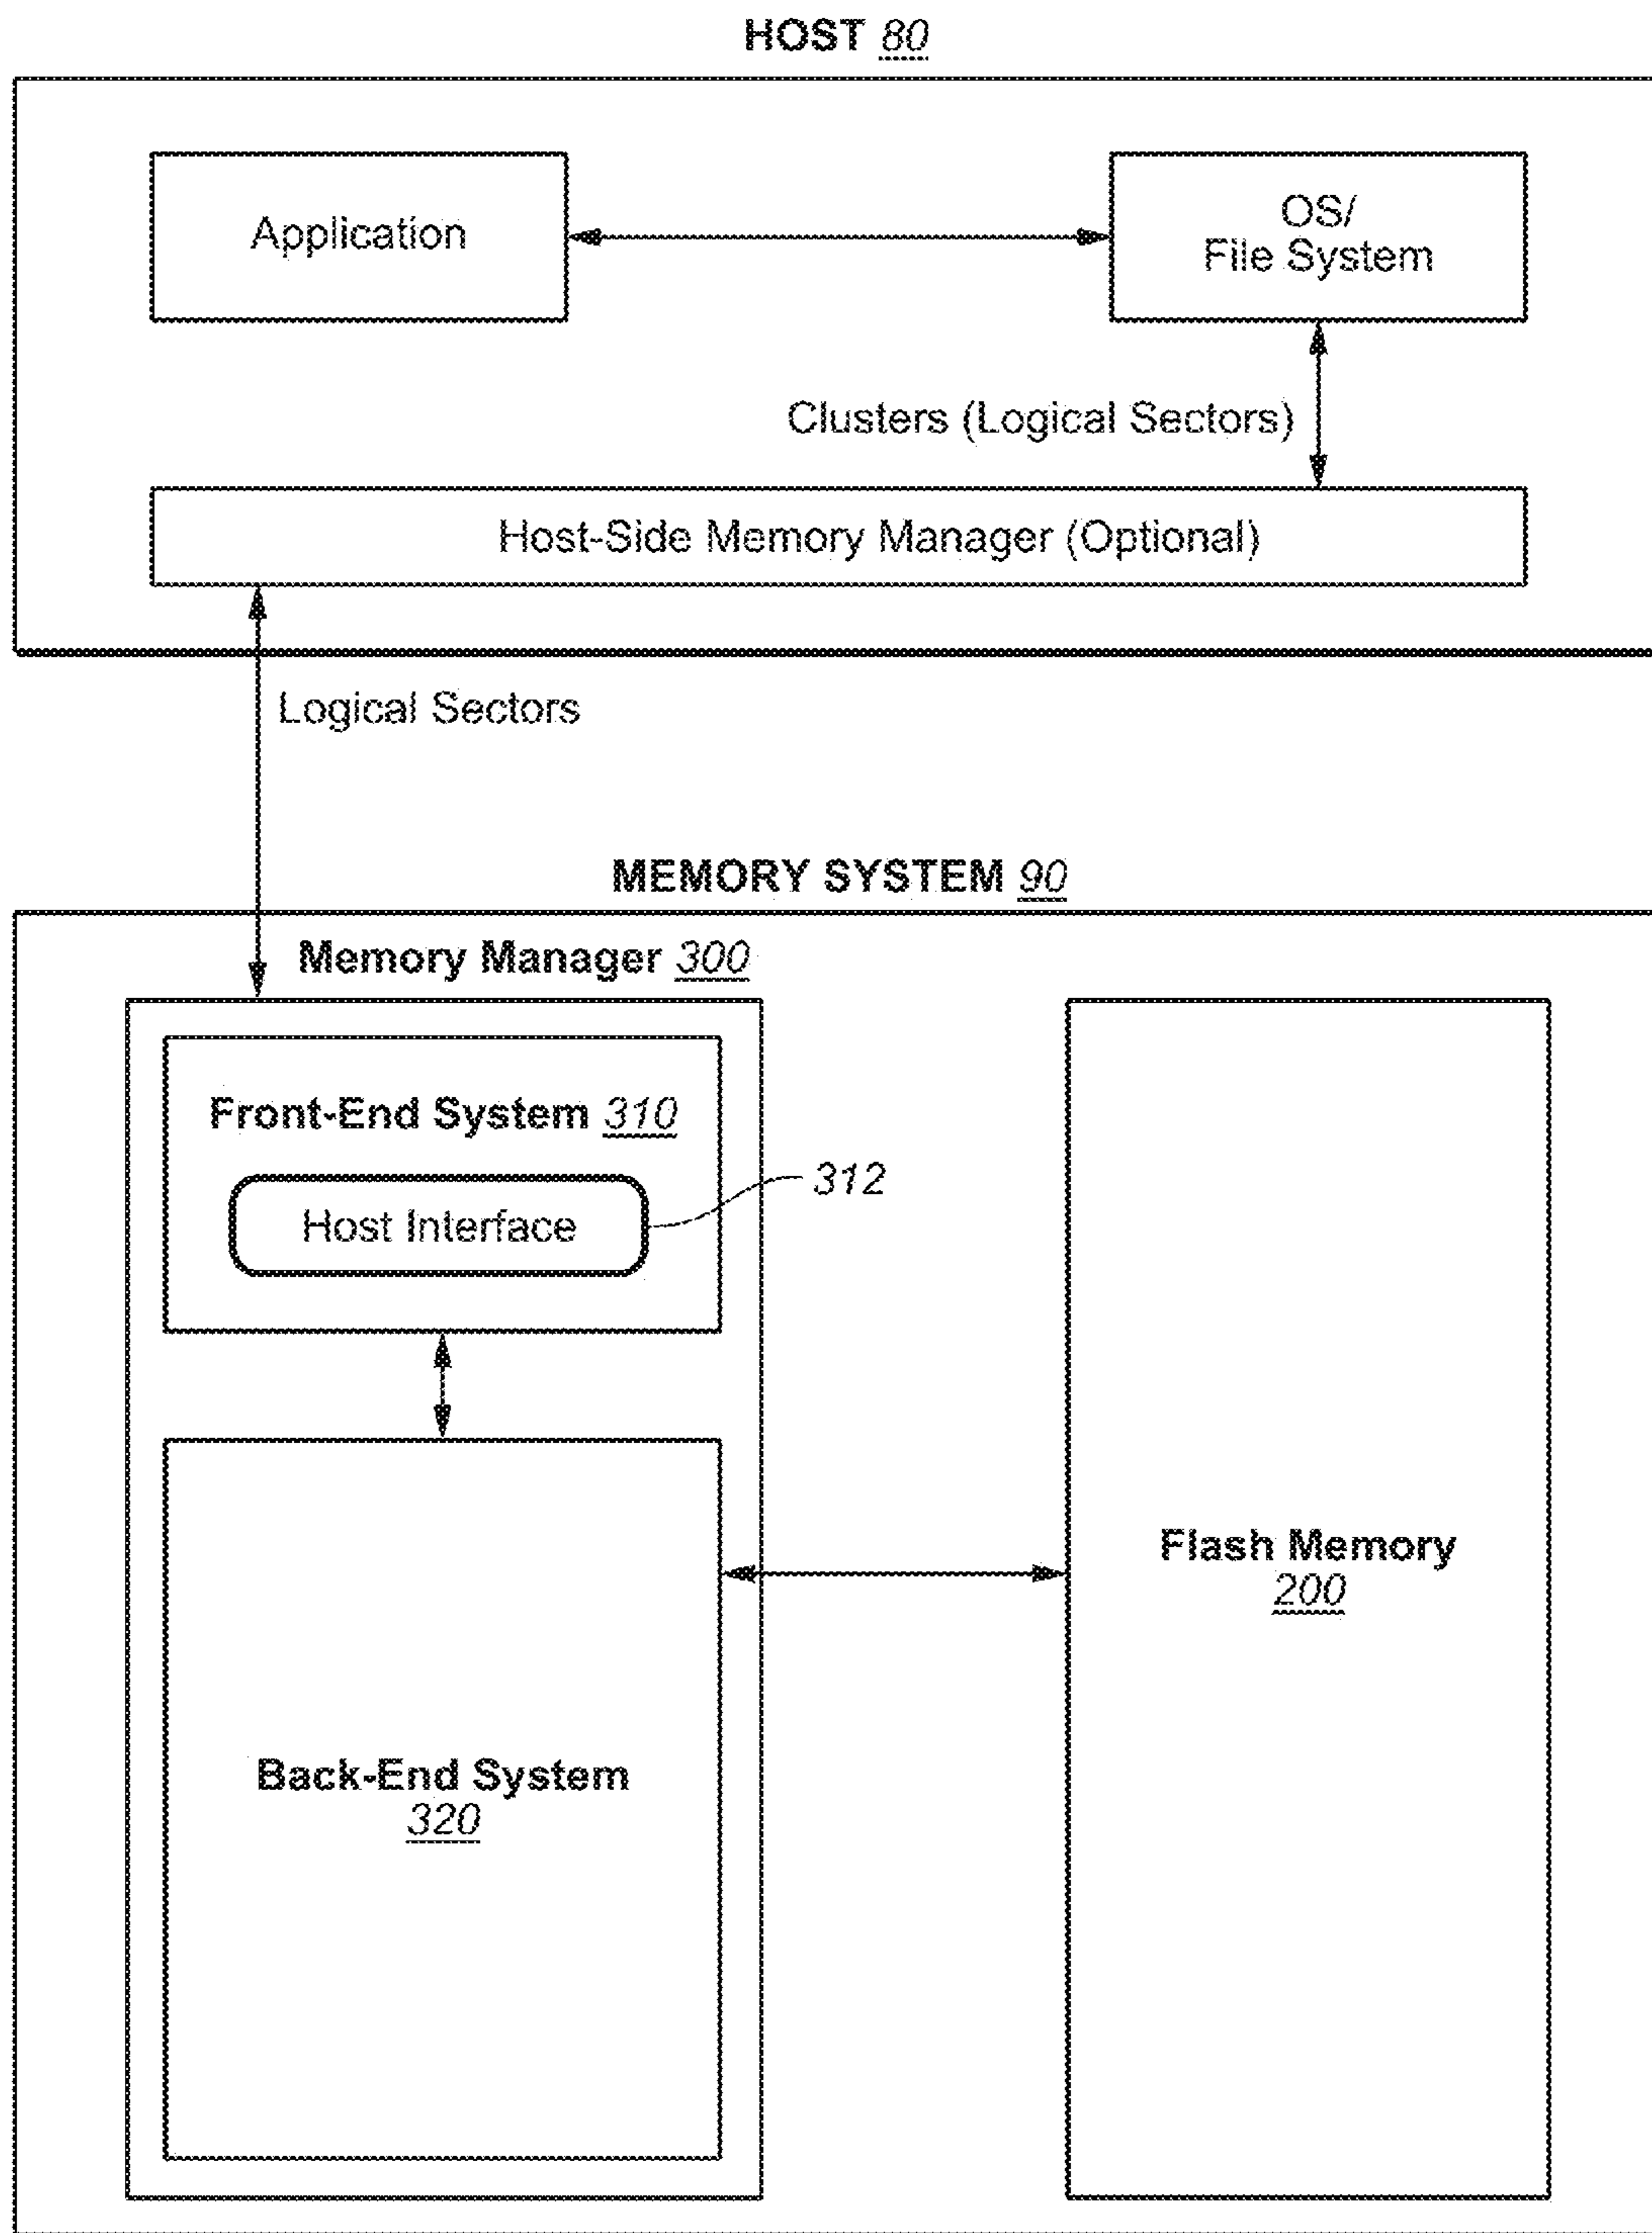 HOST 80
Application
OS/
File System
Clusters (Logical Sectors)
Host-Side Memory Manager (Optional)
Logical Sectors
MEMORY SYSTEM 90
Memory Manager 300
Front-End System 310
312
Host Interface
Flash Memory
200
Back-End System
320